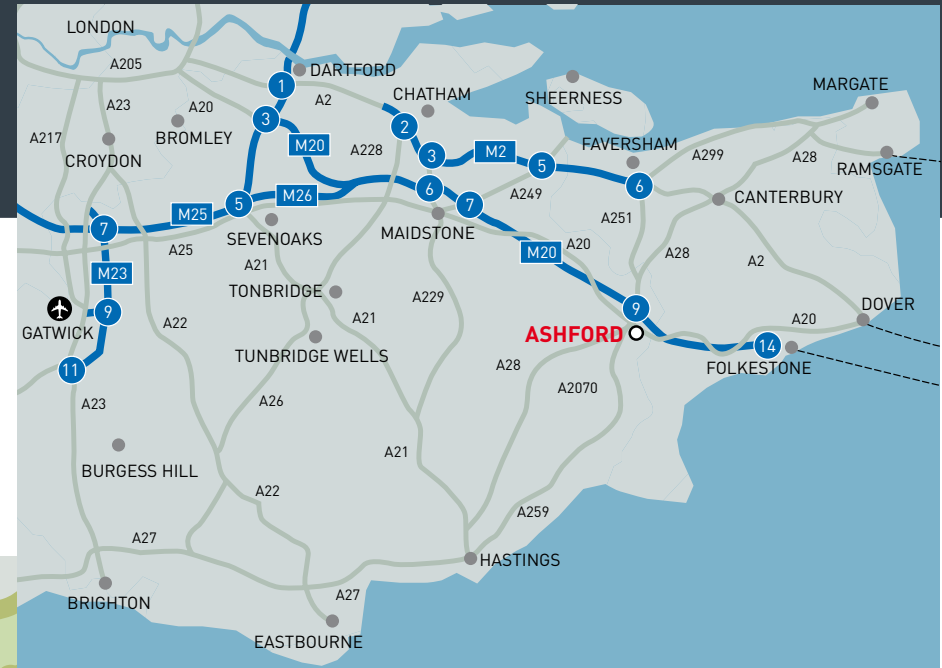 LONDON
A205
DARTFORD
1
MARGATE
A23
A20
A2
CHATHAM
SHEERNESS
3
2
A217
BROMLEY
M20
A228
FAVERSHAM
CROYDON
3
M2
5
A299
A28
RAMSGATE
6
6
A249
5
M26
7
CANTERBURY
M25
A251
7
SEVENOAKS
MAIDSTONE
A25
A21
M20
A20
A28
A2
M23
TONBRIDGE
A229
9
9
DOVER
GATWICK
A22
A21
ASHFORD
A20
TUNBRIDGE WELLS
14
FOLKESTONE
11
A28
A2070
A23
A26
BURGESS HILL
A21
A22
A259
A27
HASTINGS
BRIGHTON
A27
EASTBOURNE